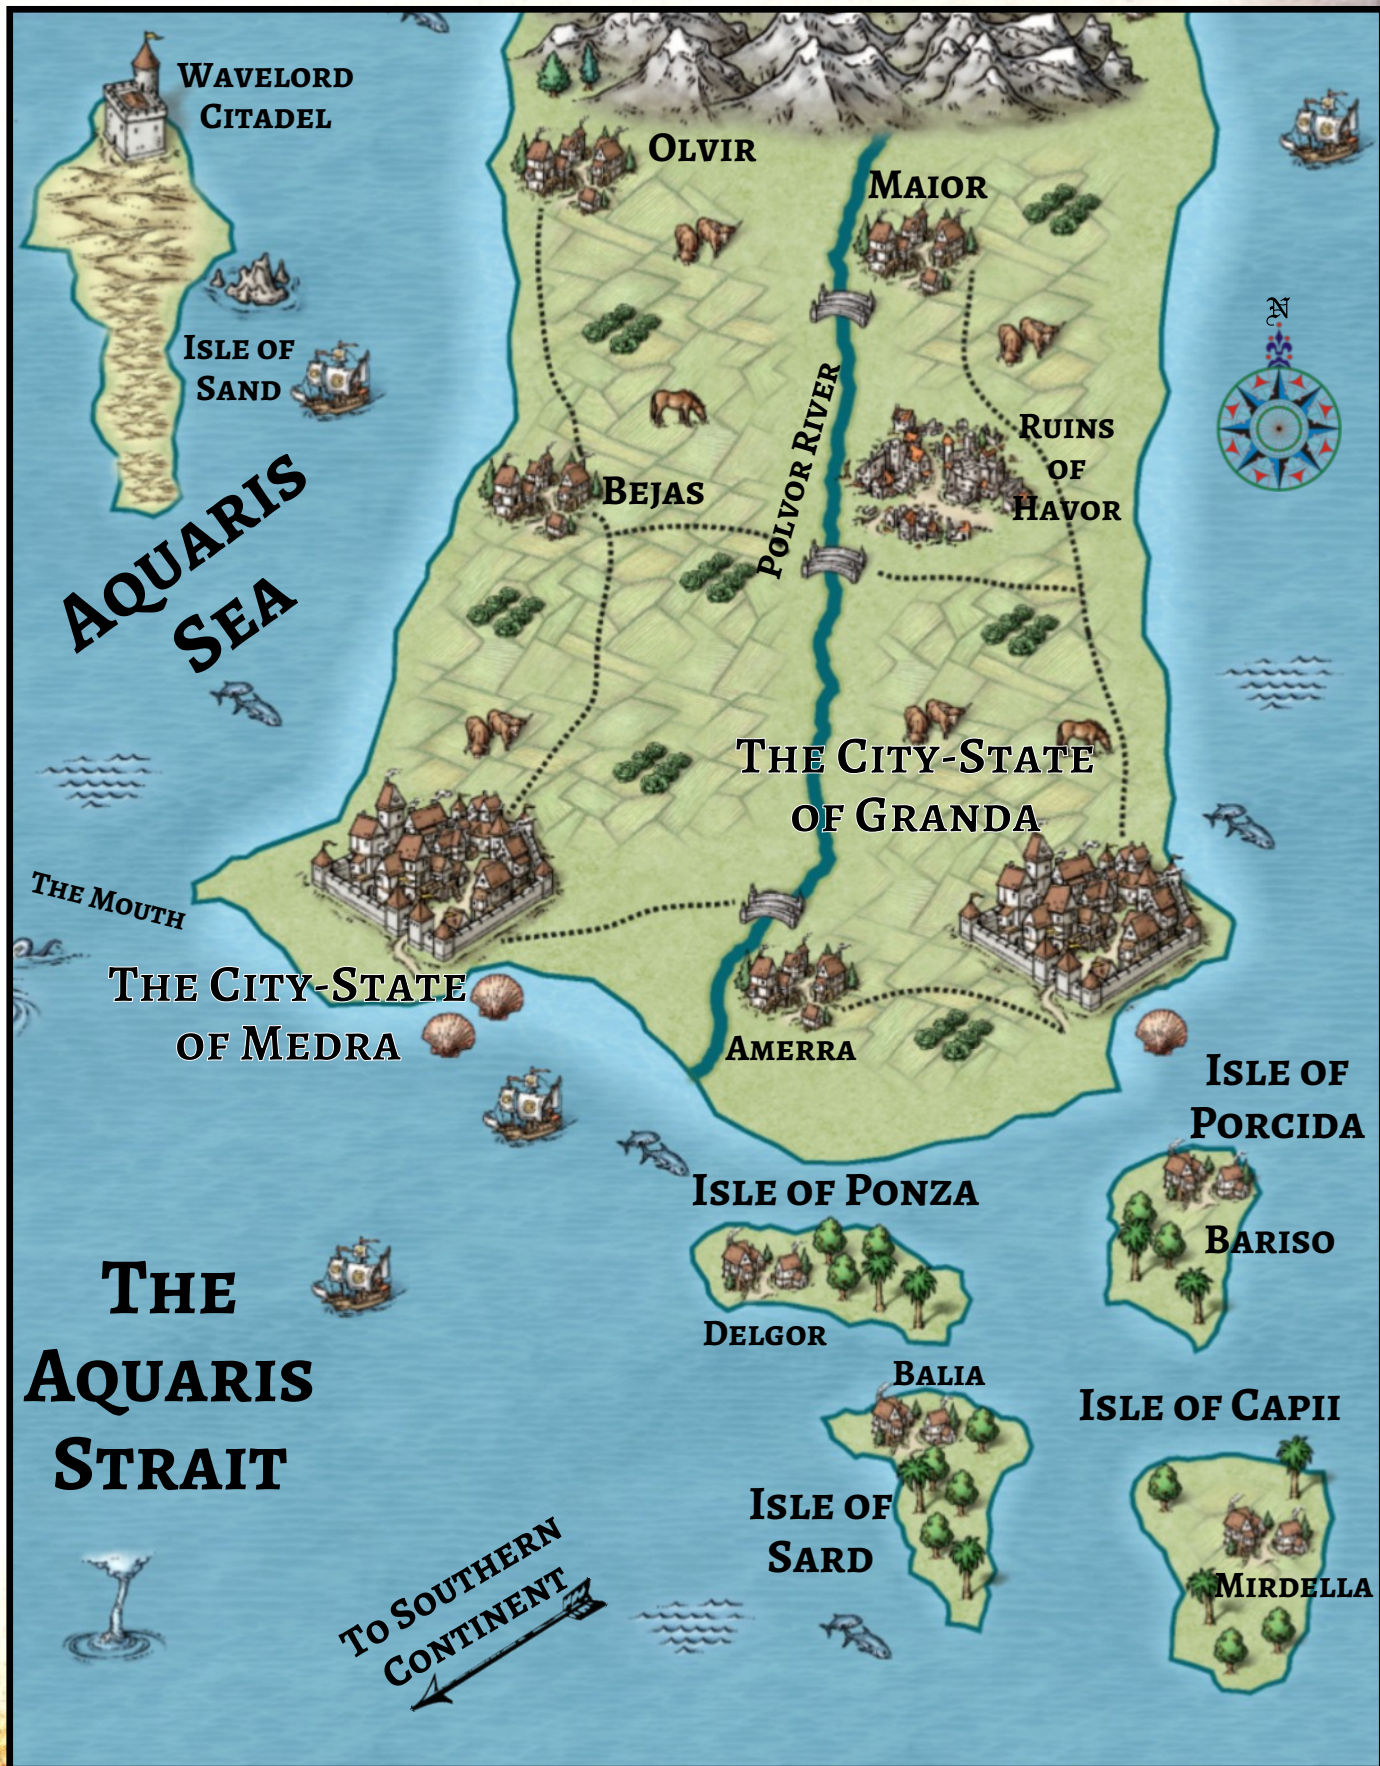 Wavelord
Citadel
Olvir
Maior
N
Isle of
Sand
Polvor River
Ruins
of
Havor
Bejas
Aquaris
Sea
The City-State
of Granda
The Mouth
The City-State
of Medra
Amerra
Isle of
Porcida
Isle of Ponza
Bariso
The
Aquaris
Strait
Delgor
Balia
Isle of Capii
Isle of
Sard
To Southern
Continent
Mirdella